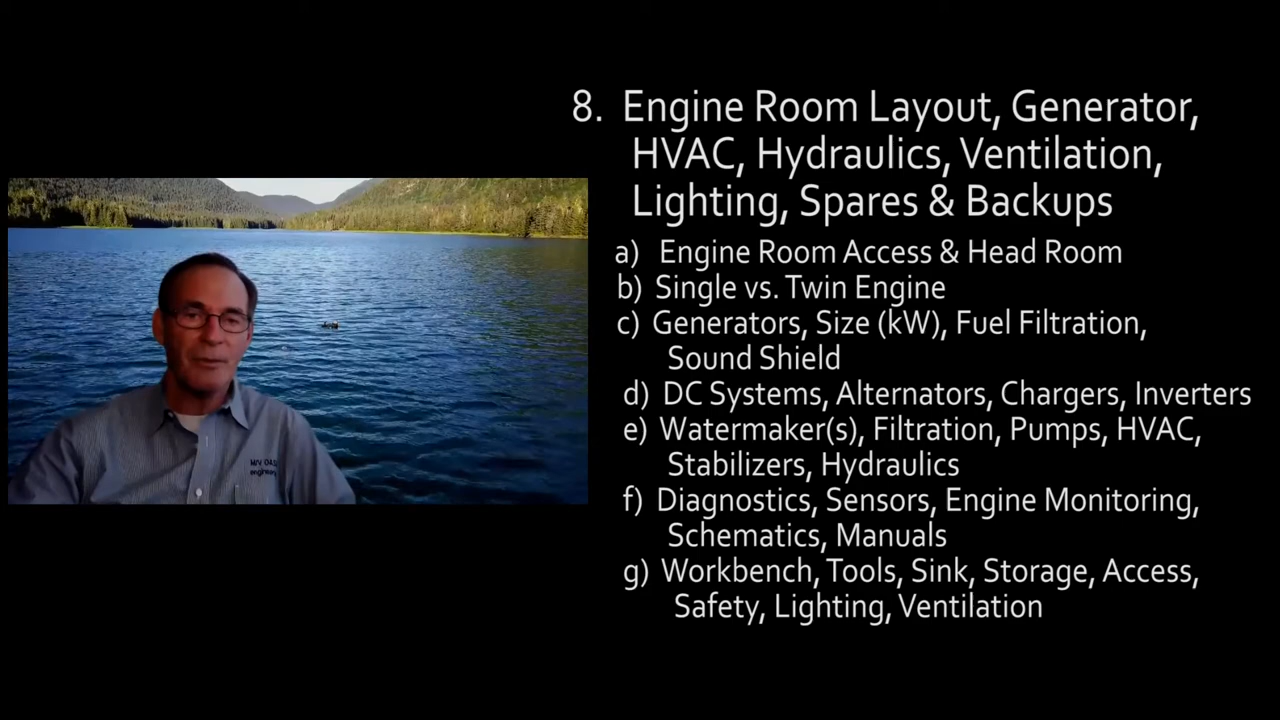 8. Engine Room Layout, Generator,
HVAC, Hydraulics, Ventilation,
Lighting, Spares & Backups
a) Engine Room Access & Head Room
b) Single vs. Twin Engine
c) Generators, Size (kW), Fuel Filtration,
Sound Shield
d) DC Systems, Alternators, Chargers, Inverters
e) Watermaker(s), Filtration, Pumps, HVAC,
Stabilizers, Hydraulics
f) Diagnostics, Sensors, Engine Monitoring,
Schematics, Manuals
g) Workbench, Tools, Sink, Storage, Access,
Safety, Lighting, Ventilation
M/V